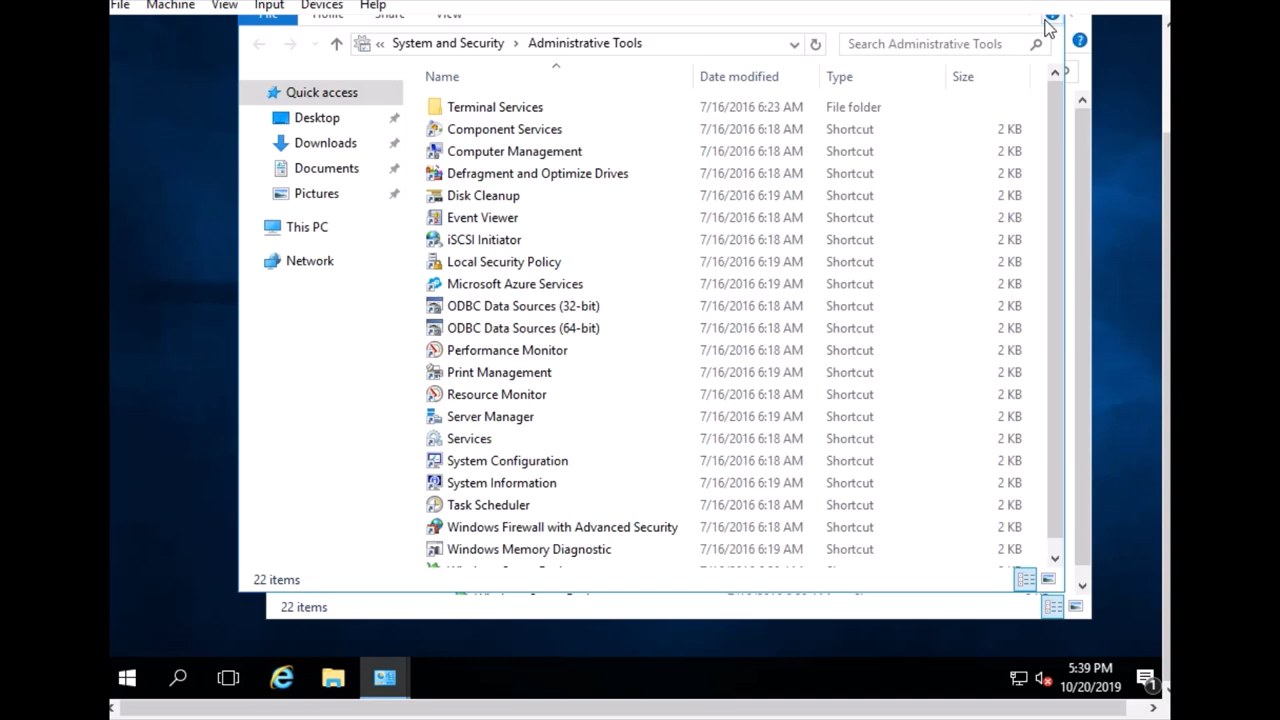 File Machine View Input Devices Help
File Home Share View
« System and Security > Administrative Tools Search Administrative Tools
Name Date modified Type Size
Quick access
Desktop
Downloads
Documents
Pictures
This PC
Network
Terminal Services 7/16/2016 6:23 AM File folder
Component Services 7/16/2016 6:18 AM Shortcut 2 KB
Computer Management 7/16/2016 6:18 AM Shortcut 2 KB
Defragment and Optimize Drives 7/16/2016 6:18 AM Shortcut 2 KB
Disk Cleanup 7/16/2016 6:19 AM Shortcut 2 KB
Event Viewer 7/16/2016 6:18 AM Shortcut 2 KB
iSCSI Initiator 7/16/2016 6:18 AM Shortcut 2 KB
Local Security Policy 7/16/2016 6:19 AM Shortcut 2 KB
Microsoft Azure Services 7/16/2016 6:19 AM Shortcut 2 KB
ODBC Data Sources (32-bit) 7/16/2016 6:18 AM Shortcut 2 KB
ODBC Data Sources (64-bit) 7/16/2016 6:18 AM Shortcut 2 KB
Performance Monitor 7/16/2016 6:18 AM Shortcut 2 KB
Print Management 7/16/2016 6:19 AM Shortcut 2 KB
Resource Monitor 7/16/2016 6:18 AM Shortcut 2 KB
Server Manager 7/16/2016 6:19 AM Shortcut 2 KB
Services 7/16/2016 6:18 AM Shortcut 2 KB
System Configuration 7/16/2016 6:18 AM Shortcut 2 KB
System Information 7/16/2016 6:19 AM Shortcut 2 KB
Task Scheduler 7/16/2016 6:18 AM Shortcut 2 KB
Windows Firewall with Advanced Security 7/16/2016 6:18 AM Shortcut 2 KB
Windows Memory Diagnostic 7/16/2016 6:19 AM Shortcut 2 KB
22 items
22 items
5:39 PM
10/20/2019
1